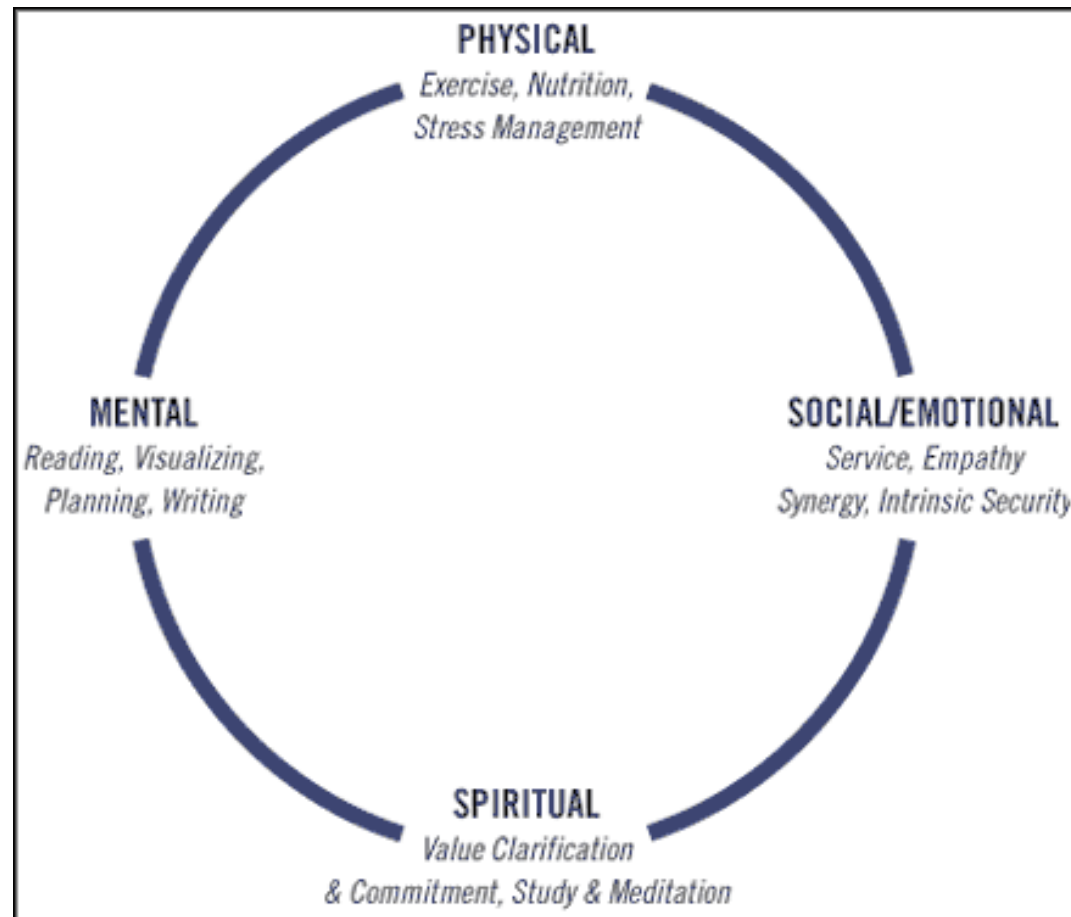 PHYSICAL
Exercise, Nutrition,
Stress Management
MENTAL
Reading, Visualizing,
Planning, Writing
SOCIAL/EMOTIONAL
Service, Empathy
Synergy, Intrinsic Security
SPIRITUAL
Value Clarification
& Commitment, Study & Meditation